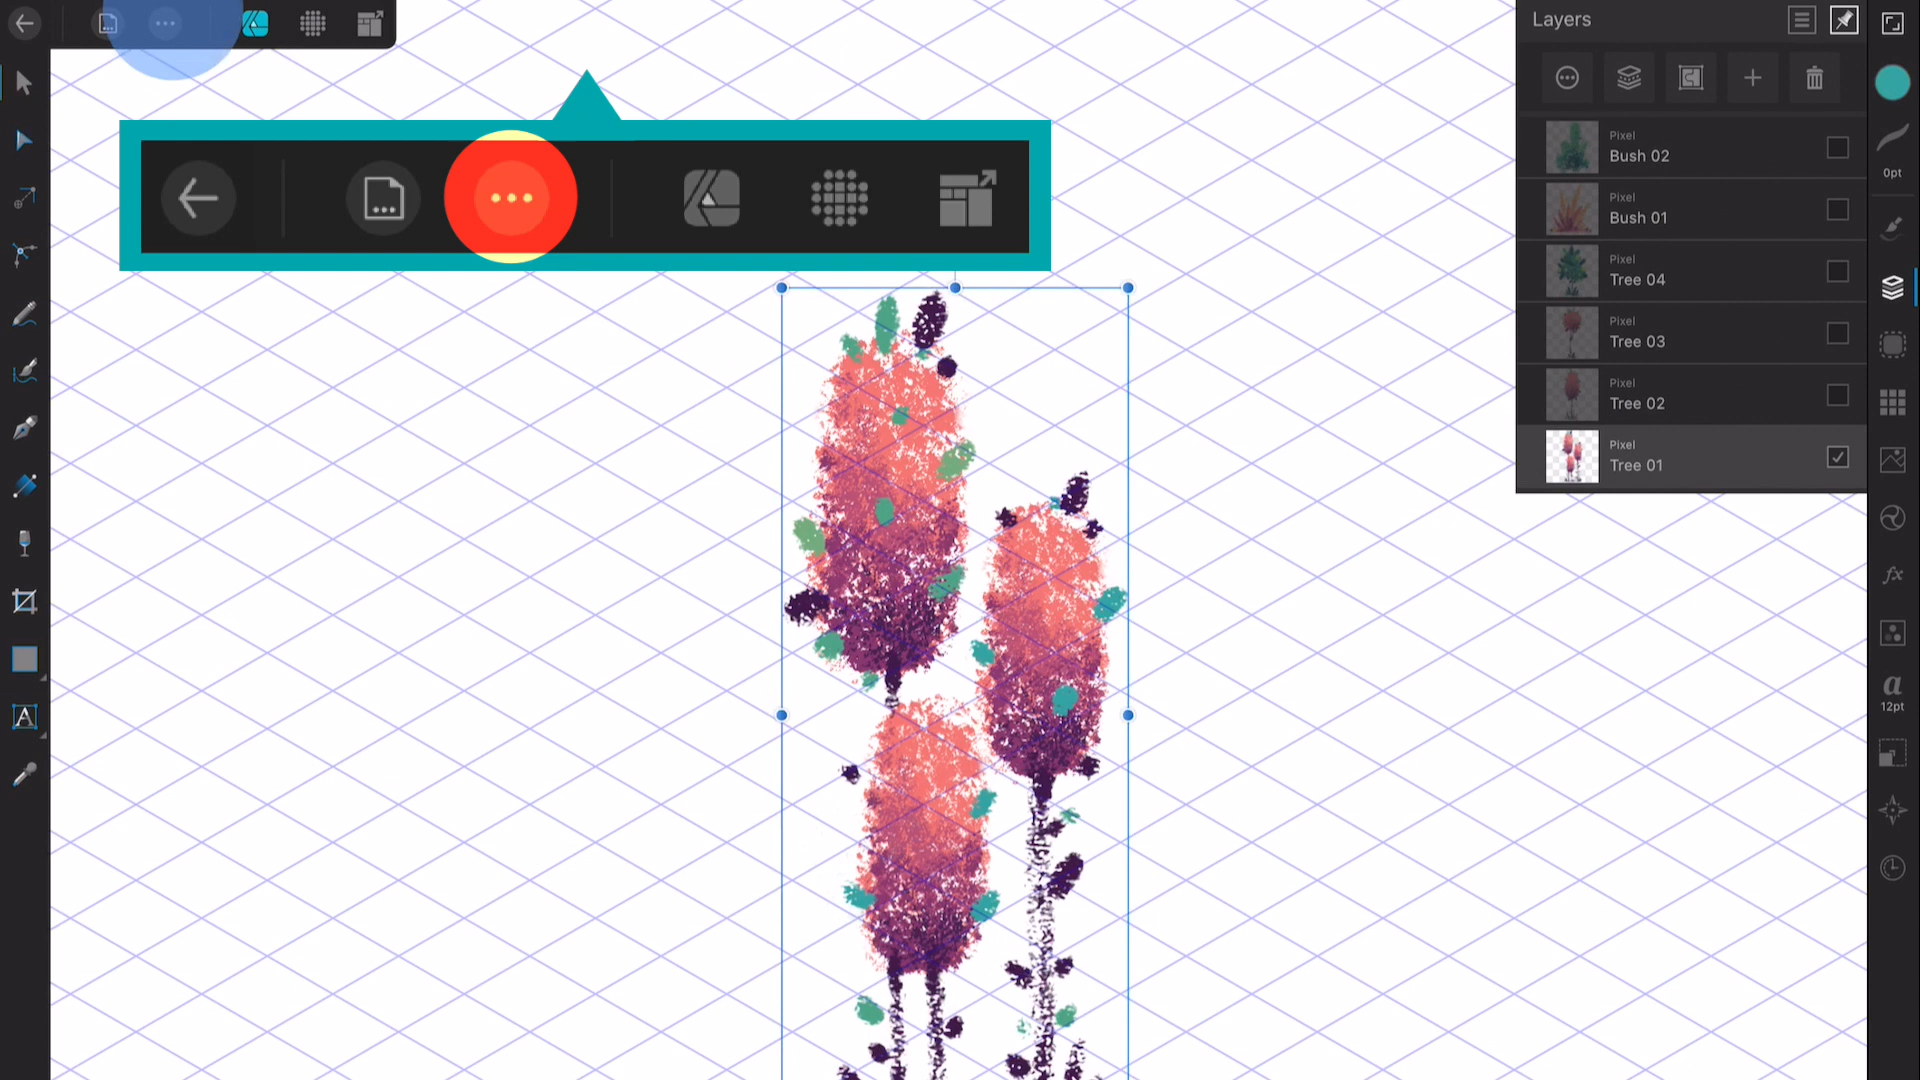 Layers
Pixel
Bush 02
Pixel
Bush 01
Pixel
Tree 04
Pixel
Tree 03
Pixel
Tree 02
Pixel
Tree 01
0pt
fx
a
12pt
A